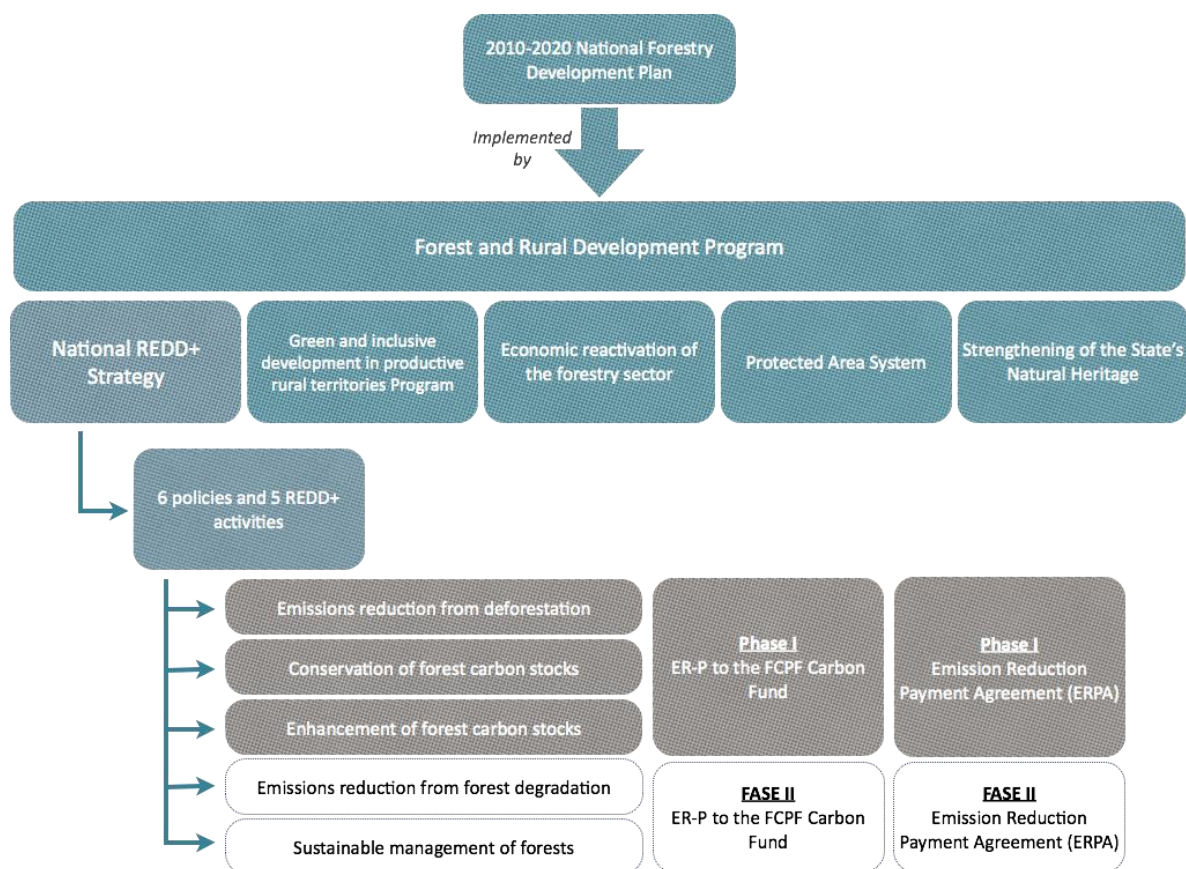 2010-2020 National Forestry
Development Plan
Implemented
by
Forest and Rural Development Program
National REDD+
Strategy
Green and inclusive
development in productive
rural territories Program
Economic reactivation of
the forestry sector
Protected Area System
Strengthening of the State's
Natural Heritage
6 policies and 5 REDD+
activities
Emissions reduction from deforestation
Conservation of forest carbon stocks
Enhancement of forest carbon stocks
Emissions reduction from forest degradation
Sustainable management of forests
Phase I
ER-P to the FCPF Carbon
Fund
Phase I
Emission Reduction
Payment Agreement (ERPA)
FASE II
ER-P to the FCPF Carbon
Fund
FASE II
Emission Reduction
Payment Agreement (ERPA)